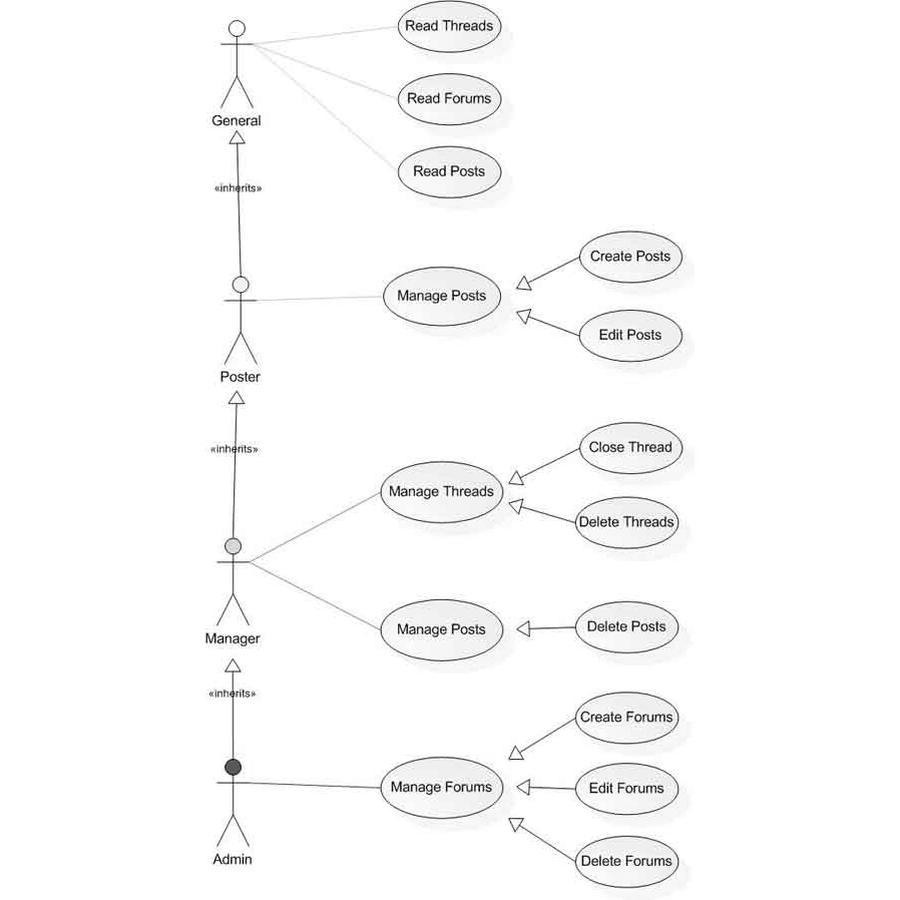 Read Threads
General
Read Forums
Read Posts
«inherits»
Create Posts
Manage Posts
Edit Posts
Poster
«inherits»
Close Thread
Manage Threads
Delete Threads
Manager
Manage Posts
Delete Posts
«inherits»
Create Forums
Manage Forums
Edit Forums
Admin
Delete Forums